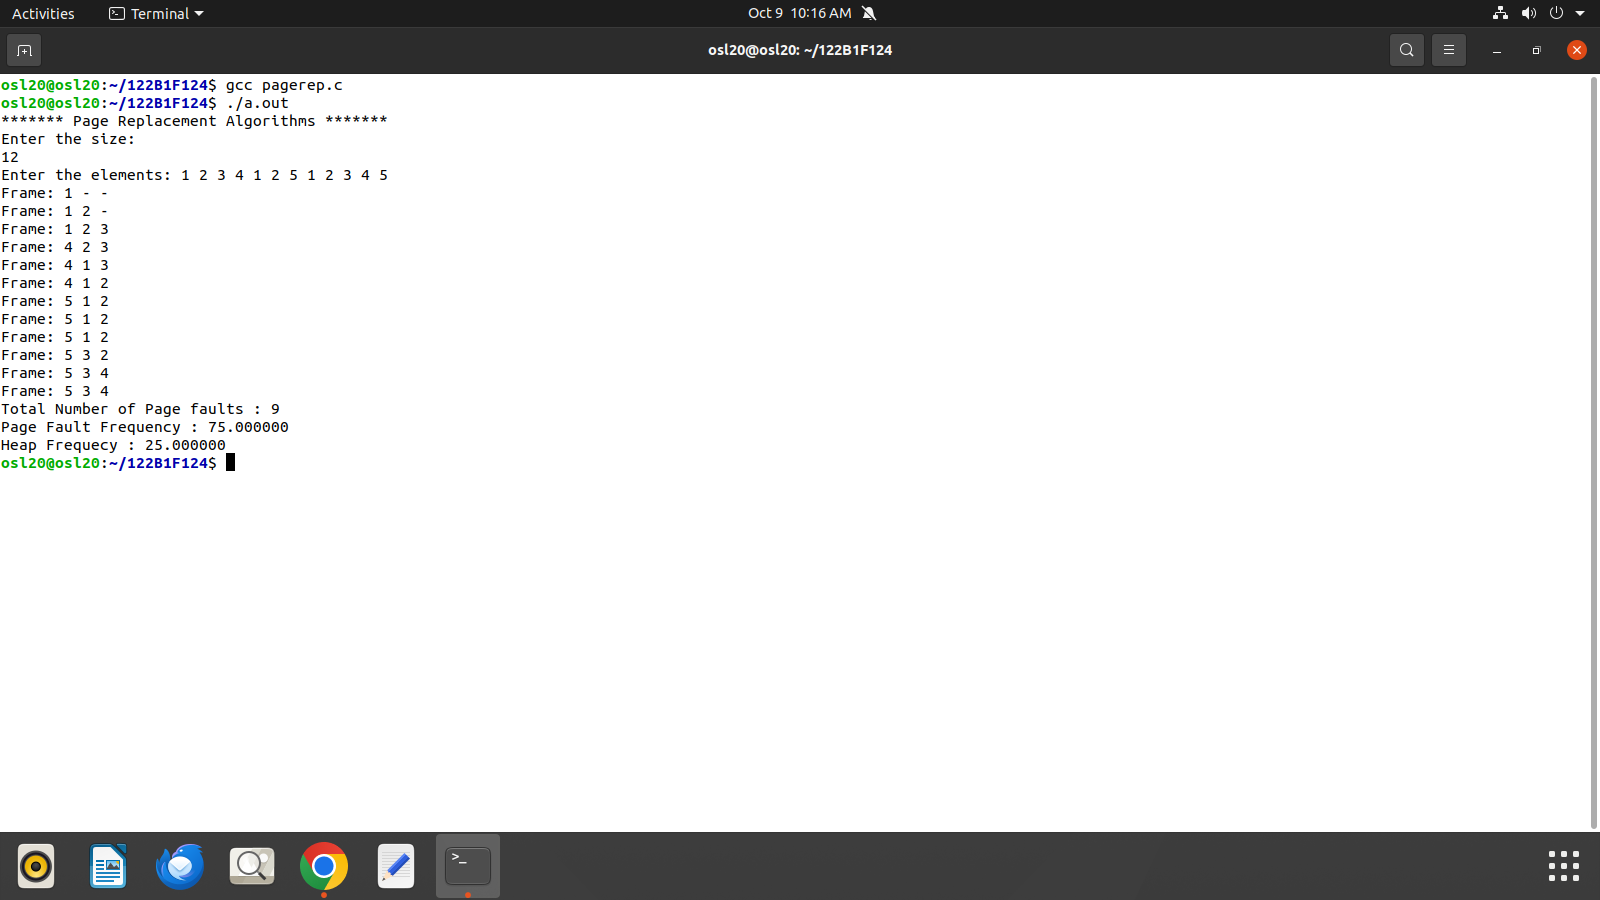 Activities Terminal Oct 9 10:16 AM
osl20@osl20: ~/122B1F124
osl20@osl20:~/122B1F124$ gcc pagerep.c
osl20@osl20:~/122B1F124$ ./a.out
******* Page Replacement Algorithms *******
Enter the size:
12
Enter the elements: 1 2 3 4 1 2 5 1 2 3 4 5
Frame: 1 - -
Frame: 1 2 -
Frame: 1 2 3
Frame: 4 2 3
Frame: 4 1 3
Frame: 4 1 2
Frame: 5 1 2
Frame: 5 1 2
Frame: 5 1 2
Frame: 5 3 2
Frame: 5 3 4
Frame: 5 3 4
Total Number of Page faults : 9
Page Fault Frequency : 75.000000
Heap Frequecy : 25.000000
osl20@osl20:~/122B1F124$
>_